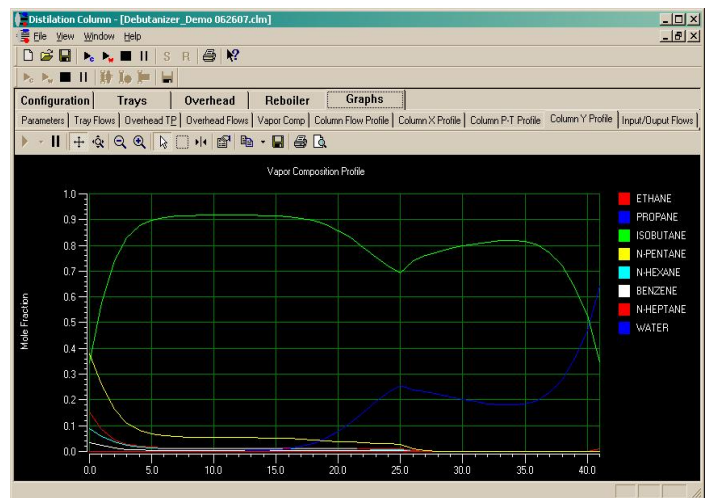 Distilation Column - [Debutanizer_Demo 062607.clm]
File View Window Help
S R
Configuration Trays Overhead Reboiler Graphs
Parameters Tray Flows Overhead TP Overhead Flows Vapor Comp Column Flow Profile Column X Profile Column P-T Profile Column Y Profile Input/Ouput Flows
Vapor Composition Profile
1.0
0.9
0.8
0.7
0.6
0.5
0.4
0.3
0.2
0.1
0.0
Mole Fraction
0.0 5.0 10.0 15.0 20.0 25.0 30.0 35.0 40.0
ETHANE
PROPANE
ISOBUTANE
N-PENTANE
N-HEXANE
BENZENE
N-HEPTANE
WATER